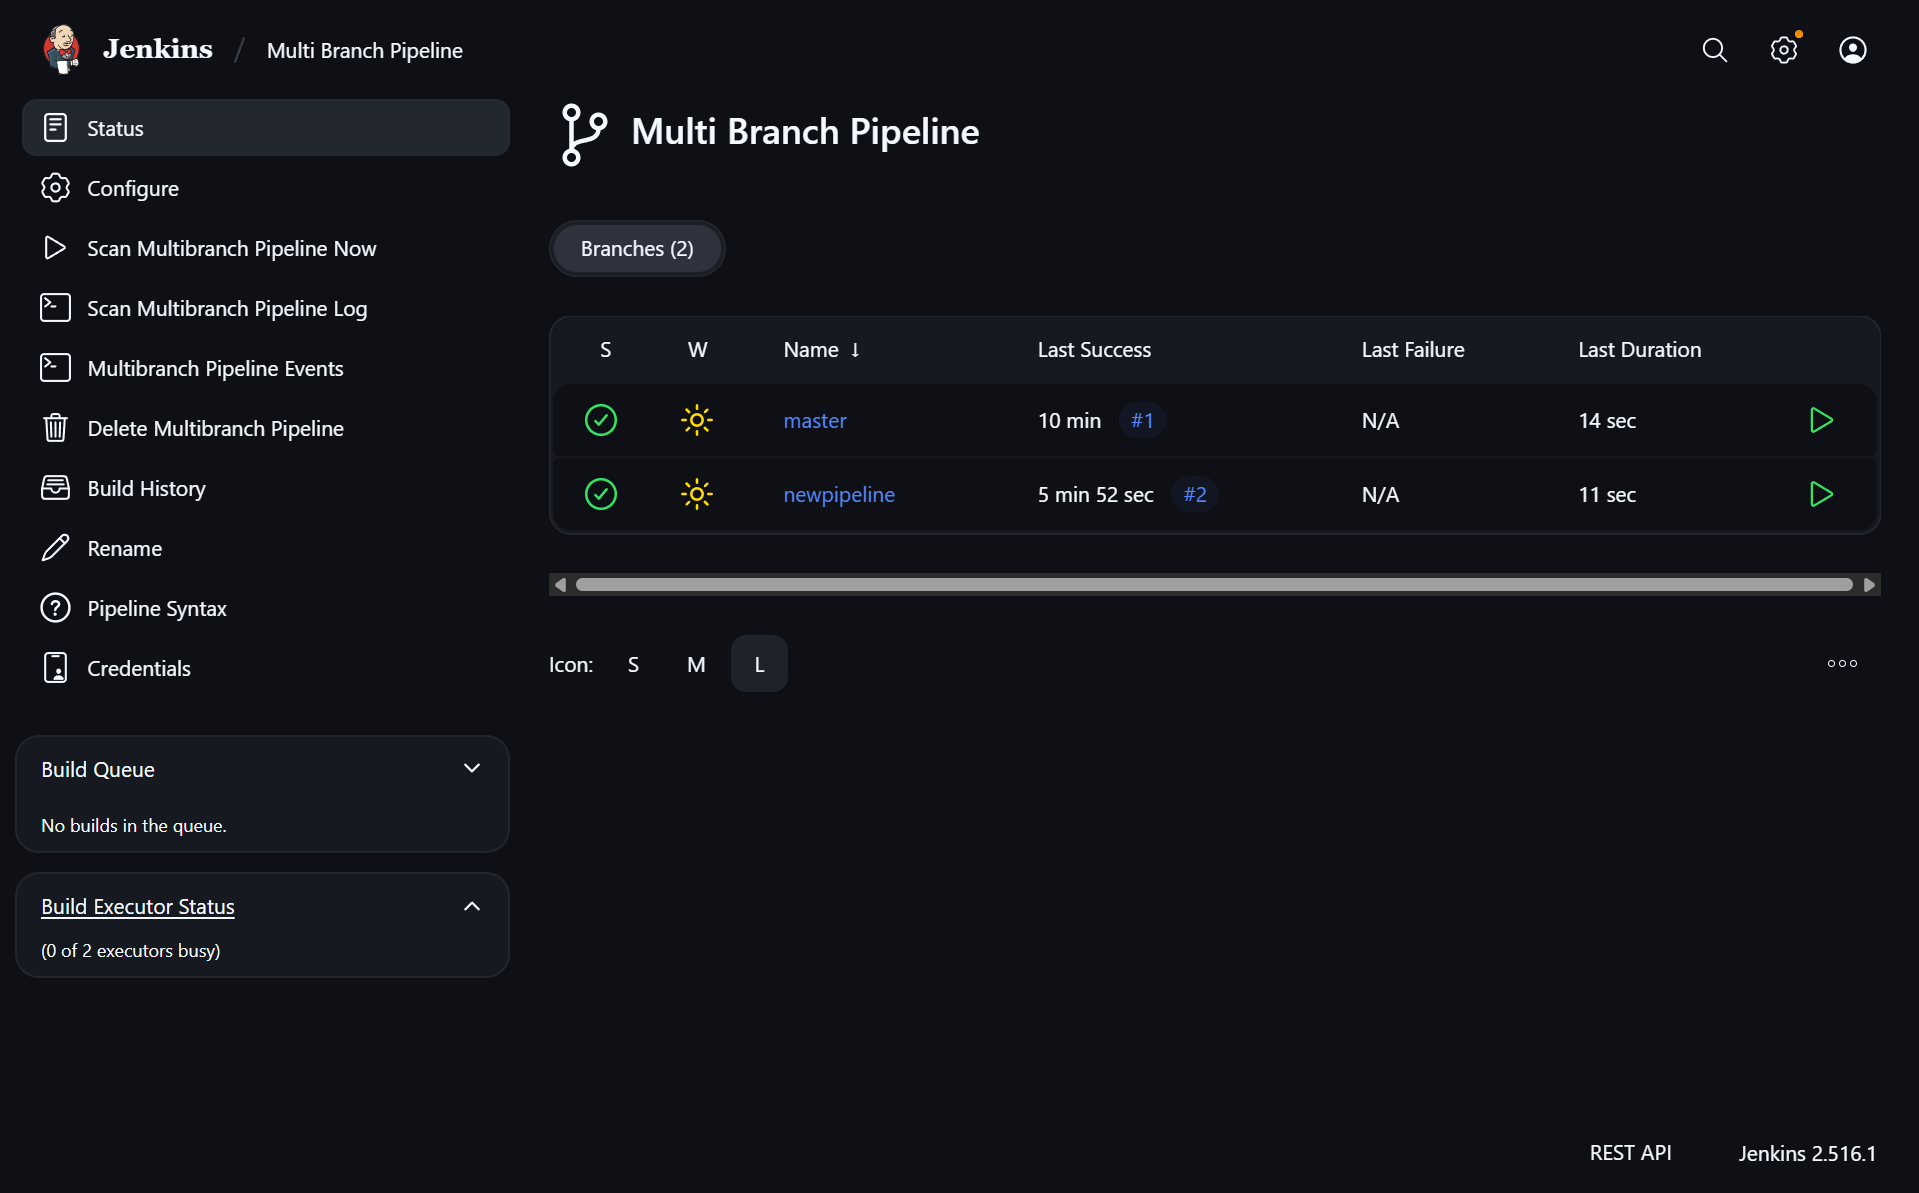 Jenkins / Multi Branch Pipeline
Status
Configure
Scan Multibranch Pipeline Now
Scan Multibranch Pipeline Log
Multibranch Pipeline Events
Delete Multibranch Pipeline
Build History
Rename
Pipeline Syntax
Credentials
Build Queue
No builds in the queue.
Build Executor Status
(0 of 2 executors busy)
Multi Branch Pipeline
Branches (2)
S W Name ↓ Last Success Last Failure Last Duration
master 10 min #1 N/A 14 sec
newpipeline 5 min 52 sec #2 N/A 11 sec
Icon: S M L
REST API Jenkins 2.516.1